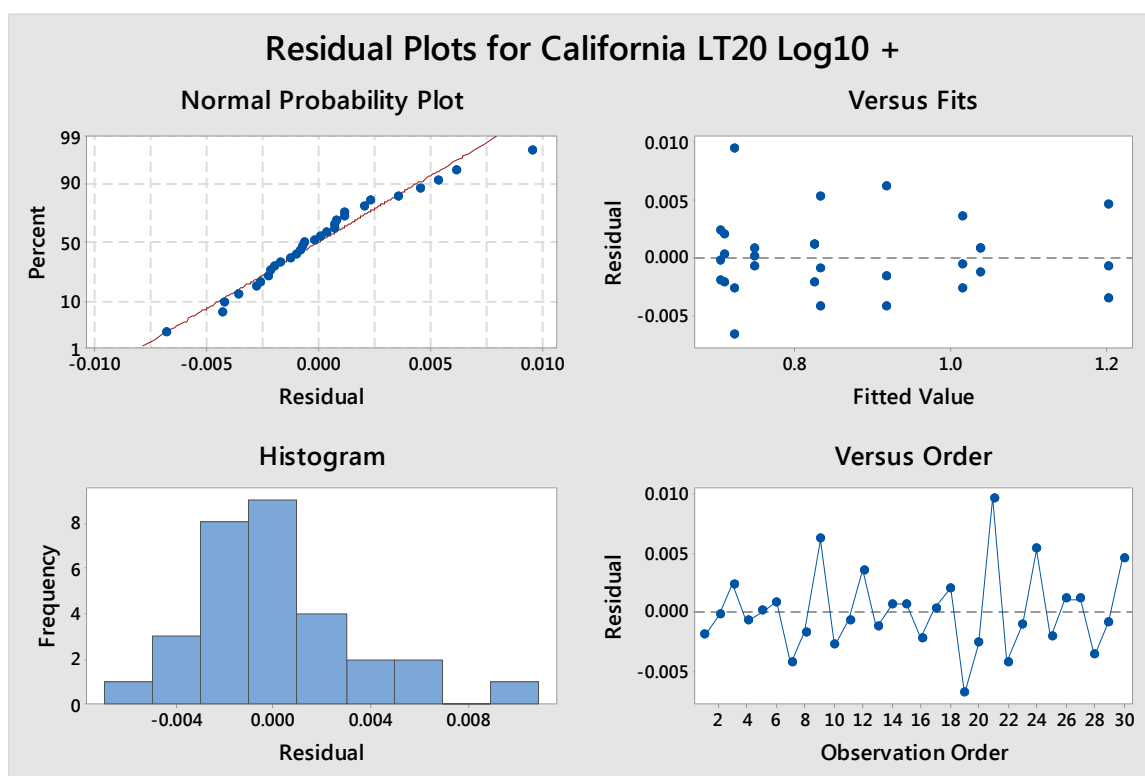 Residual Plots for California LT20 Log10 +
Normal Probability Plot
99
90
50
10
1
Percent
-0.010 -0.005 0.000 0.005 0.010
Residual
Versus Fits
0.010
0.005
0.000
-0.005
Residual
0.8 1.0 1.2
Fitted Value
Histogram
8
6
4
2
0
Frequency
-0.004 0.000 0.004 0.008
Residual
Versus Order
0.010
0.005
0.000
-0.005
Residual
2 4 6 8 10 12 14 16 18 20 22 24 26 28 30
Observation Order